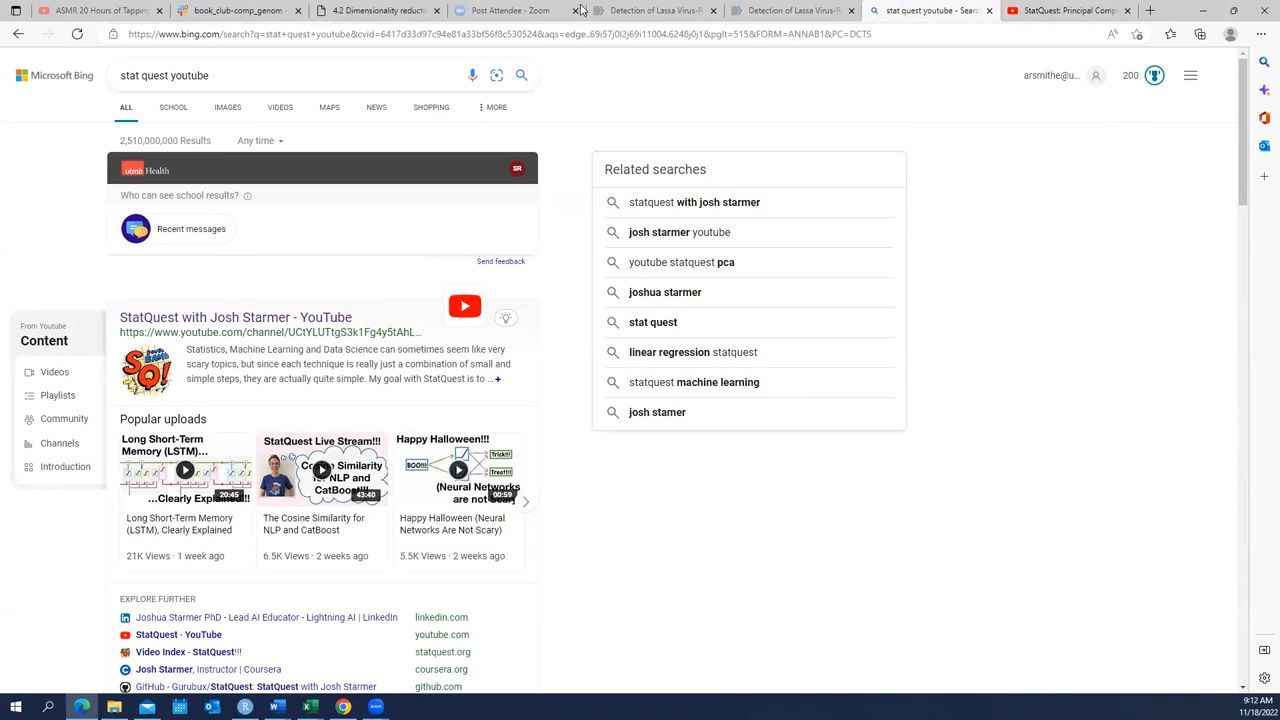 ASMR 20 Hours of Tapping
book_club-comp_genom -
4.2 Dimensionality reducti
Post Attendee - Zoom
Detection of Lassa Virus-R
Detection of Lassa Virus-R
stat quest youtube - Sear
StatQuest: Principal Comp
https://www.bing.com/search?q=stat+quest+youtube&cvid=6417d33d97c94e81a33bf56f8c530524&aqs=edge..69i57j0l2j69i11004.6248j0j1&pglt=515&FORM=ANNAB1&PC=DCTS
Microsoft Bing
stat quest youtube
arsmithe@u...
200
ALL SCHOOL IMAGES VIDEOS MAPS NEWS SHOPPING MORE
2,510,000,000 Results Any time
utmb Health
SR
Who can see school results?
Recent messages
Send feedback
Related searches
statquest with josh starmer
josh starmer youtube
youtube statquest pca
joshua starmer
stat quest
linear regression statquest
statquest machine learning
josh stamer
From Youtube
Content
Videos
Playlists
Community
Channels
Introduction
StatQuest with Josh Starmer - YouTube
https://www.youtube.com/channel/UCtYLUTtgS3k1Fg4y5tAhL...
SQ!
Statistics, Machine Learning and Data Science can sometimes seem like very
scary topics, but since each technique is really just a combination of small and
simple steps, they are actually quite simple. My goal with StatQuest is to ... +
Popular uploads
Long Short-Term
Memory (LSTM)...
...Clearly Explained!!!
20:45
Long Short-Term Memory
(LSTM), Clearly Explained
21K Views · 1 week ago
StatQuest Live Stream!!!
Cosine Similarity
for NLP and
CatBoost!!!
43:40
The Cosine Similarity for
NLP and CatBoost
6.5K Views · 2 weeks ago
Happy Halloween!!!
BOO!!!
Trick!!!
Treat!!!
(Neural Networks
are not Scary)
00:59
Happy Halloween (Neural
Networks Are Not Scary)
5.5K Views · 2 weeks ago
EXPLORE FURTHER
Joshua Starmer PhD - Lead AI Educator - Lightning AI | LinkedIn linkedin.com
StatQuest - YouTube youtube.com
Video Index - StatQuest!!! statquest.org
Josh Starmer, Instructor | Coursera coursera.org
GitHub - Gurubux/StatQuest: StatQuest with Josh Starmer github.com
9:12 AM
11/18/2022